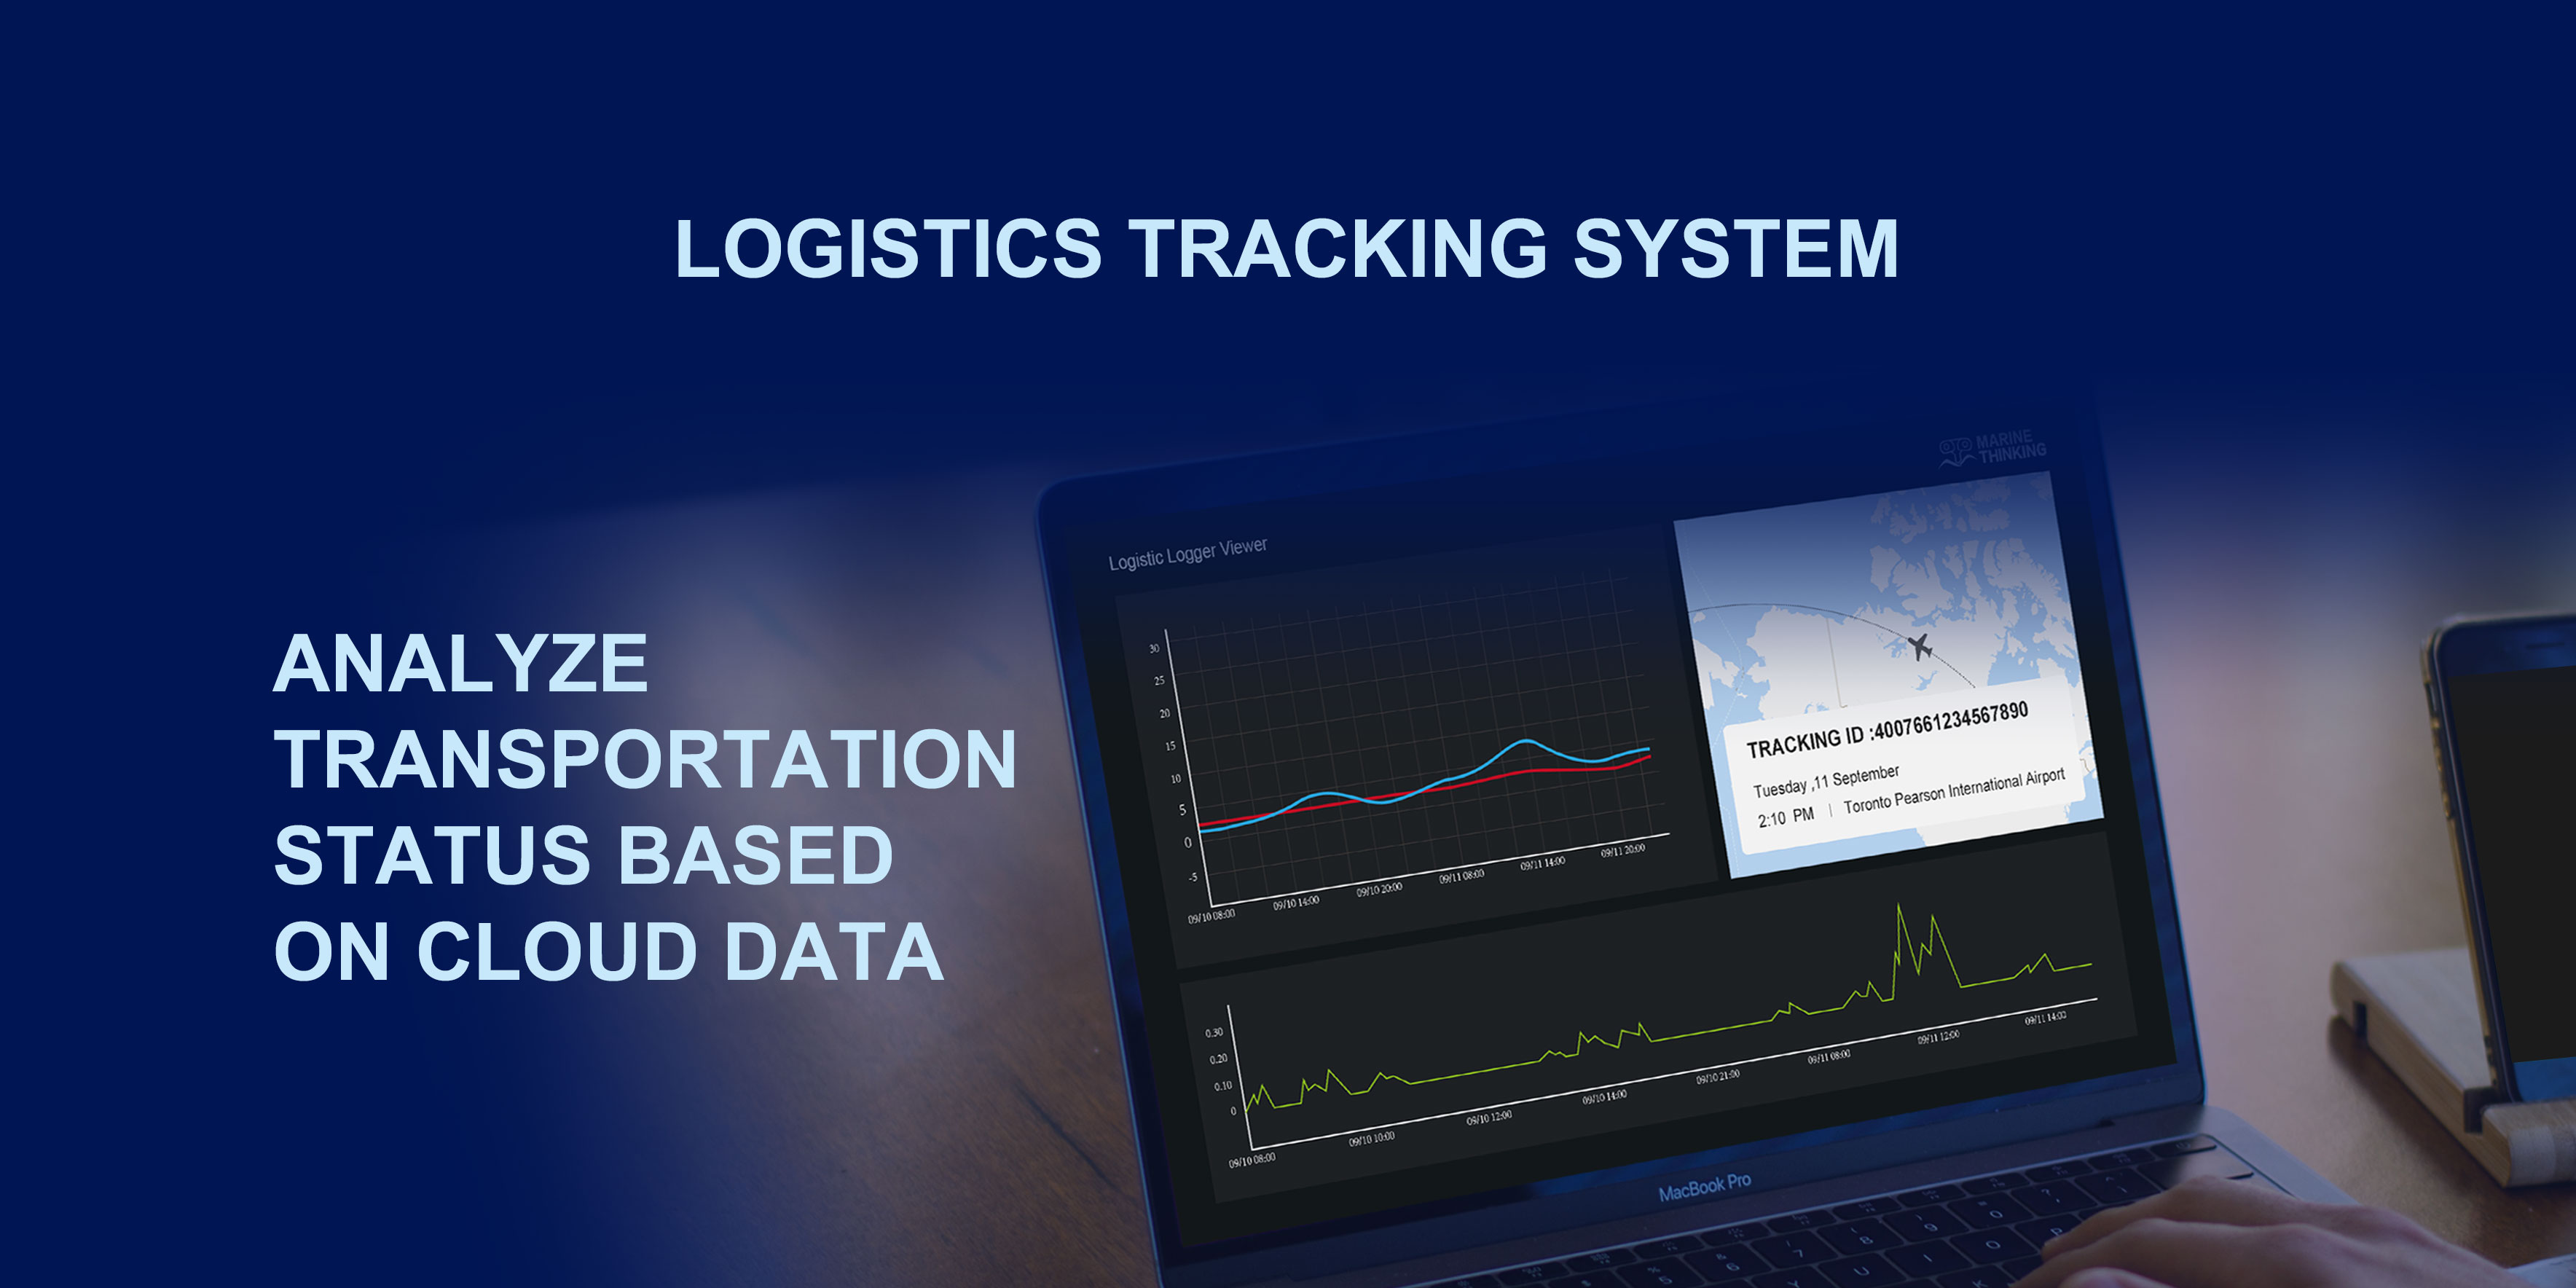 LOGISTICS TRACKING SYSTEM
ANALYZE
TRANSPORTATION
STATUS BASED
ON CLOUD DATA
MARINE
THINKING
Logistic Logger Viewer
30
25
20
15
10
5
0
-5
09/10 08:00
09/10 14:00
09/10 20:00
09/11 08:00
09/11 14:00
09/11 20:00
TRACKING ID :4007661234567890
Tuesday ,11 September
2:10 PM | Toronto Pearson International Airport
0.30
0.20
0.10
0
09/10 08:00
09/10 10:00
09/10 12:00
09/10 14:00
09/10 21:00
09/11 08:00
09/11 12:00
09/11 14:00
MacBook Pro